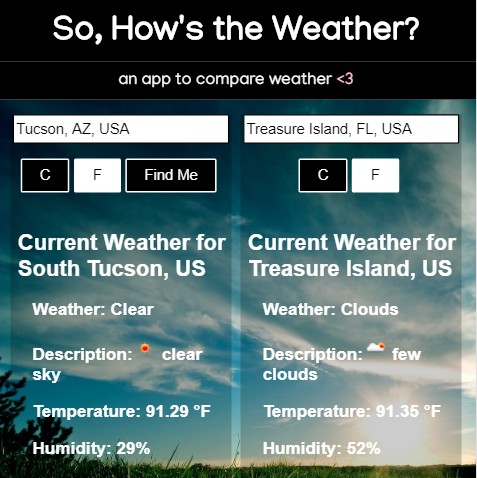 So, How's the Weather?
an app to compare weather <3
Tucson, AZ, USA
C F Find Me
Current Weather for
South Tucson, US
Weather: Clear
Description: clear
sky
Temperature: 91.29 °F
Humidity: 29%
Treasure Island, FL, USA
C F
Current Weather for
Treasure Island, US
Weather: Clouds
Description: few
clouds
Temperature: 91.35 °F
Humidity: 52%